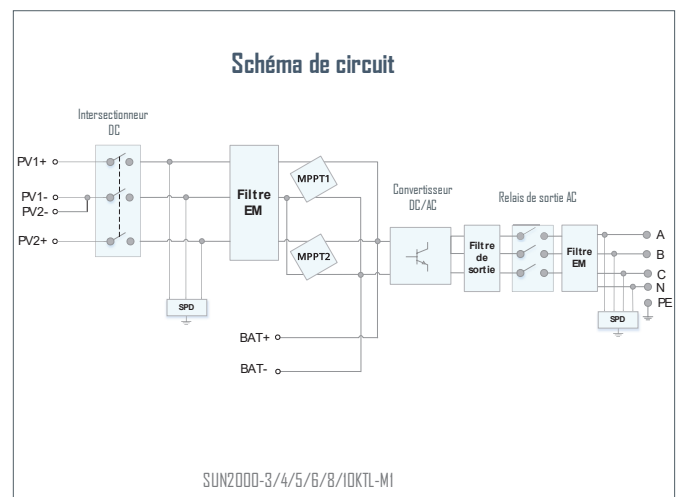 Schéma de circuit
Intersectionneur
DC
PV1+
PV1-
PV2-
PV2+
Filtre
EM
MPPT1
MPPT2
SPD
BAT+
BAT-
Convertisseur
DC/AC
Filtre
de
sortie
Relais de sortie AC
Filtre
EM
A
B
C
N
PE
SPD
SUN2000-3/4/5/6/8/10KTL-M1